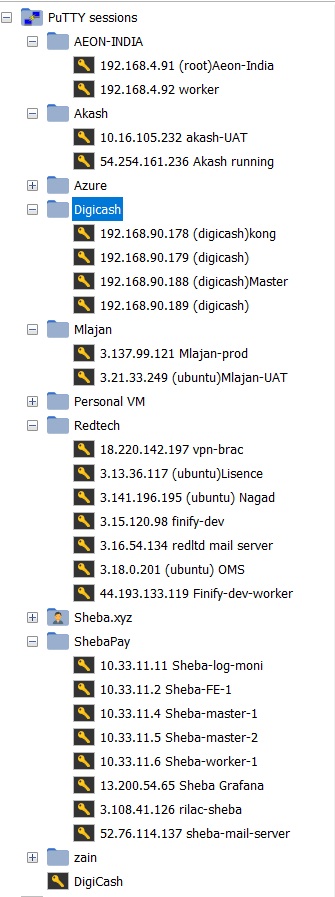 PuTTY sessions
AEON-INDIA
192.168.4.91 (root)Aeon-India
192.168.4.92 worker
Akash
10.16.105.232 akash-UAT
54.254.161.236 Akash running
Azure
Digicash
192.168.90.178 (digicash)kong
192.168.90.179 (digicash)
192.168.90.188 (digicash)Master
192.168.90.189 (digicash)
Mlajan
3.137.99.121 Mlajan-prod
3.21.33.249 (ubuntu)Mlajan-UAT
Personal VM
Redtech
18.220.142.197 vpn-brac
3.13.36.117 (ubuntu)Lisence
3.141.196.195 (ubuntu) Nagad
3.15.120.98 finify-dev
3.16.54.134 redltd mail server
3.18.0.201 (ubuntu) OMS
44.193.133.119 Finify-dev-worker
Sheba.xyz
ShebaPay
10.33.11.11 Sheba-log-moni
10.33.11.2 Sheba-FE-1
10.33.11.4 Sheba-master-1
10.33.11.5 Sheba-master-2
10.33.11.6 Sheba-worker-1
13.200.54.65 Sheba Grafana
3.108.41.126 rilac-sheba
52.76.114.137 sheba-mail-server
zain
DigiCash